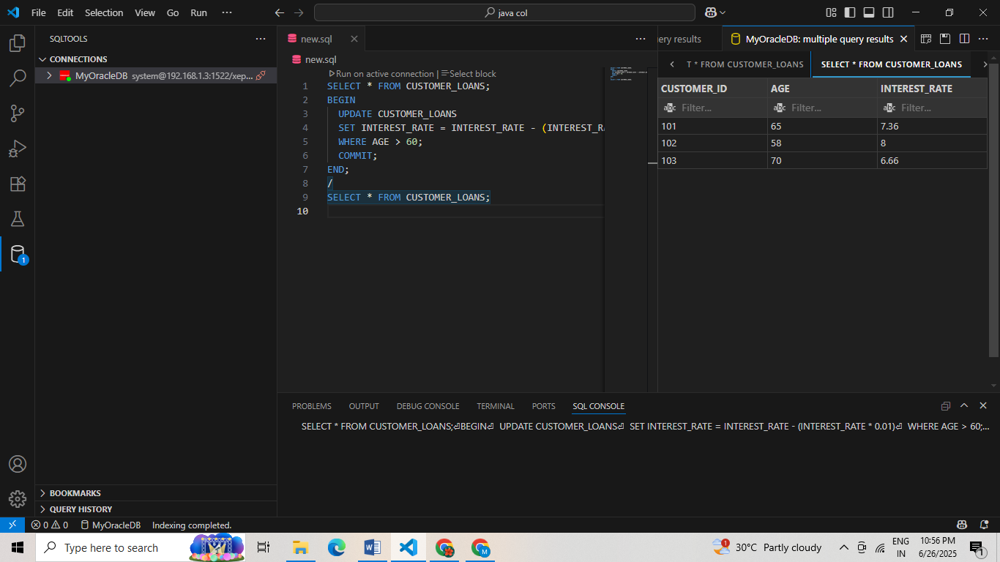 File Edit Selection View Go Run ···
java col
SQLTOOLS
CONNECTIONS
MyOracleDB system@192.168.1.3:1522/xep...
BOOKMARKS
QUERY HISTORY
new.sql
new.sql
Run on active connection | Select block
1 SELECT * FROM CUSTOMER_LOANS;
2 BEGIN
3 UPDATE CUSTOMER_LOANS
4 SET INTEREST_RATE = INTEREST_RATE - (INTEREST_RA
5 WHERE AGE > 60;
6 COMMIT;
7 END;
8 /
9 SELECT * FROM CUSTOMER_LOANS;
10
ery results
MyOracleDB: multiple query results
T * FROM CUSTOMER_LOANS
SELECT * FROM CUSTOMER_LOANS
CUSTOMER_ID AGE INTEREST_RATE
abc Filter... abc Filter... abc Filter...
101 65 7.36
102 58 8
103 70 6.66
PROBLEMS OUTPUT DEBUG CONSOLE TERMINAL PORTS SQL CONSOLE
SELECT * FROM CUSTOMER_LOANS;⏎BEGIN⏎ UPDATE CUSTOMER_LOANS⏎ SET INTEREST_RATE = INTEREST_RATE - (INTEREST_RATE * 0.01)⏎ WHERE AGE > 60;...
1
0 0 MyOracleDB Indexing completed.
Type here to search
1
30°C Partly cloudy
ENG
IN
10:56 PM
6/26/2025
1